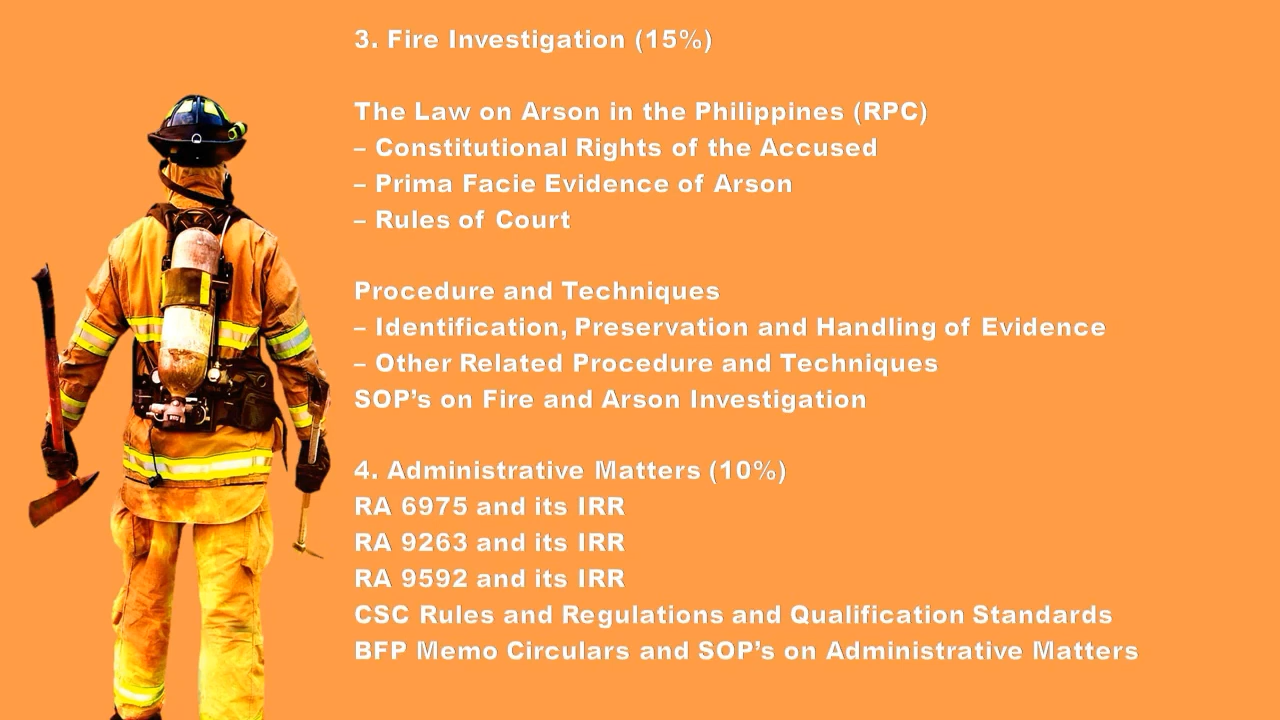 3. Fire Investigation (15%)
The Law on Arson in the Philippines (RPC)
– Constitutional Rights of the Accused
– Prima Facie Evidence of Arson
– Rules of Court
Procedure and Techniques
– Identification, Preservation and Handling of Evidence
– Other Related Procedure and Techniques
SOP’s on Fire and Arson Investigation
4. Administrative Matters (10%)
RA 6975 and its IRR
RA 9263 and its IRR
RA 9592 and its IRR
CSC Rules and Regulations and Qualification Standards
BFP Memo Circulars and SOP’s on Administrative Matters